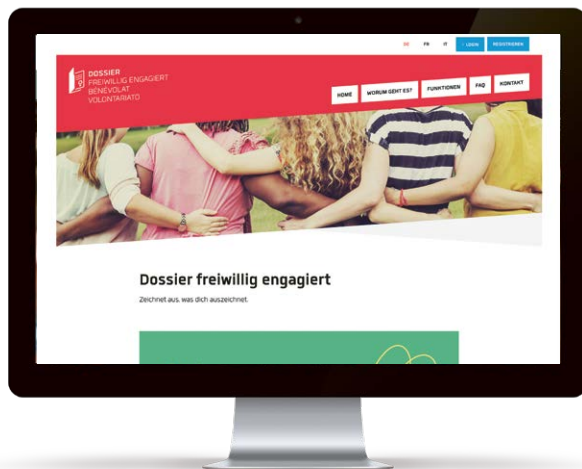 DE FR IT LOGIN REGISTRIEREN
DOSSIER
FREIWILLIG ENGAGIERT
BÉNÉVOLAT
VOLONTARIATO
HOME WORUM GEHT ES? FUNKTIONEN FAQ KONTAKT
Dossier freiwillig engagiert
Zeichnet aus, was dich auszeichnet.